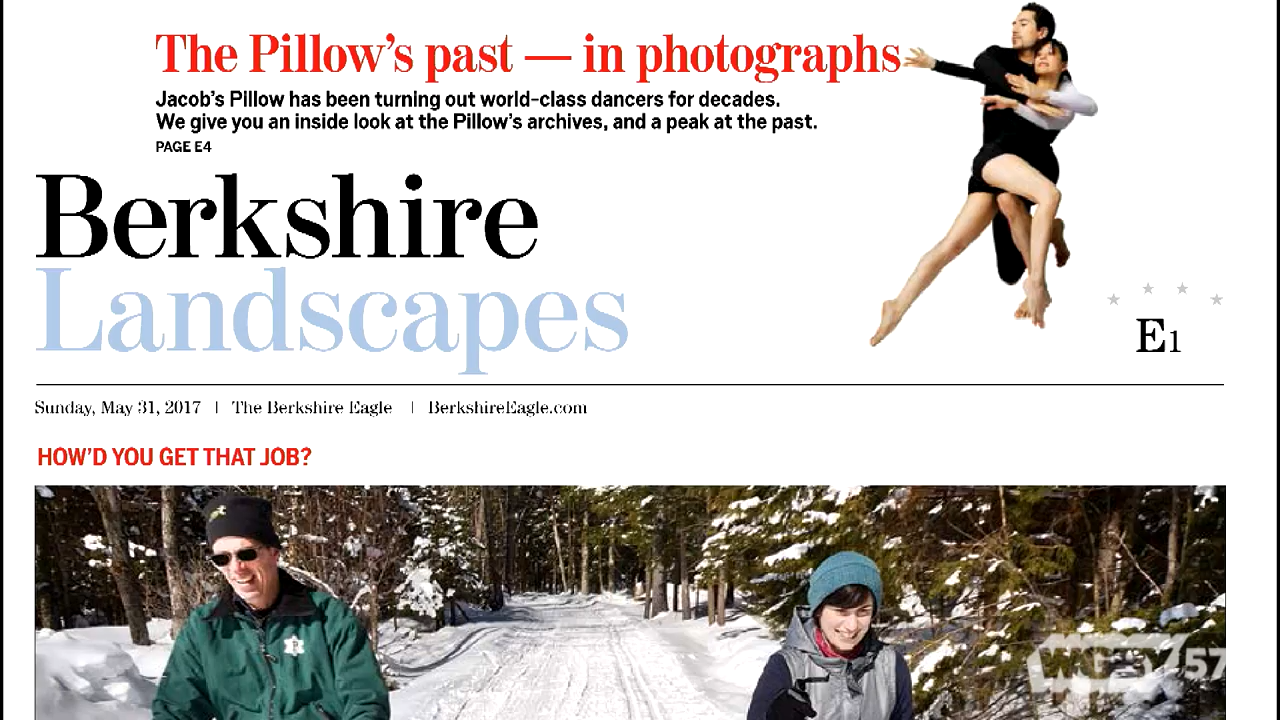 The Pillow's past — in photographs
Jacob's Pillow has been turning out world-class dancers for decades.
We give you an inside look at the Pillow's archives, and a peak at the past.
PAGE E4
Berkshire
Landscapes
E1
Sunday, May 31, 2017 | The Berkshire Eagle | BerkshireEagle.com
HOW'D YOU GET THAT JOB?
WGBY 57